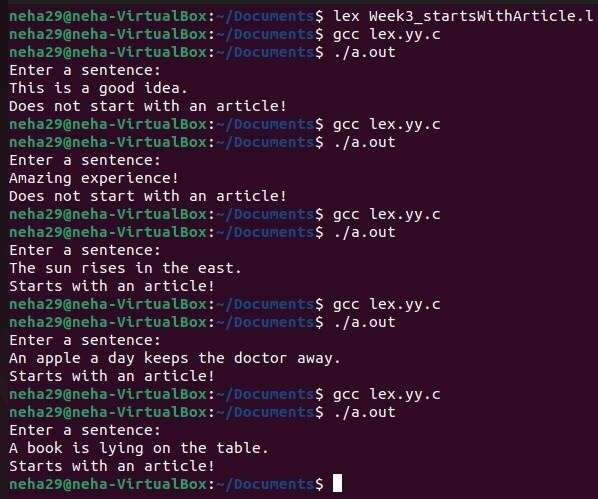 neha29@neha-VirtualBox:~/Documents$ lex Week3_startsWithArticle.l
neha29@neha-VirtualBox:~/Documents$ gcc lex.yy.c
neha29@neha-VirtualBox:~/Documents$ ./a.out
Enter a sentence:
This is a good idea.
Does not start with an article!
neha29@neha-VirtualBox:~/Documents$ gcc lex.yy.c
neha29@neha-VirtualBox:~/Documents$ ./a.out
Enter a sentence:
Amazing experience!
Does not start with an article!
neha29@neha-VirtualBox:~/Documents$ gcc lex.yy.c
neha29@neha-VirtualBox:~/Documents$ ./a.out
Enter a sentence:
The sun rises in the east.
Starts with an article!
neha29@neha-VirtualBox:~/Documents$ gcc lex.yy.c
neha29@neha-VirtualBox:~/Documents$ ./a.out
Enter a sentence:
An apple a day keeps the doctor away.
Starts with an article!
neha29@neha-VirtualBox:~/Documents$ gcc lex.yy.c
neha29@neha-VirtualBox:~/Documents$ ./a.out
Enter a sentence:
A book is lying on the table.
Starts with an article!
neha29@neha-VirtualBox:~/Documents$